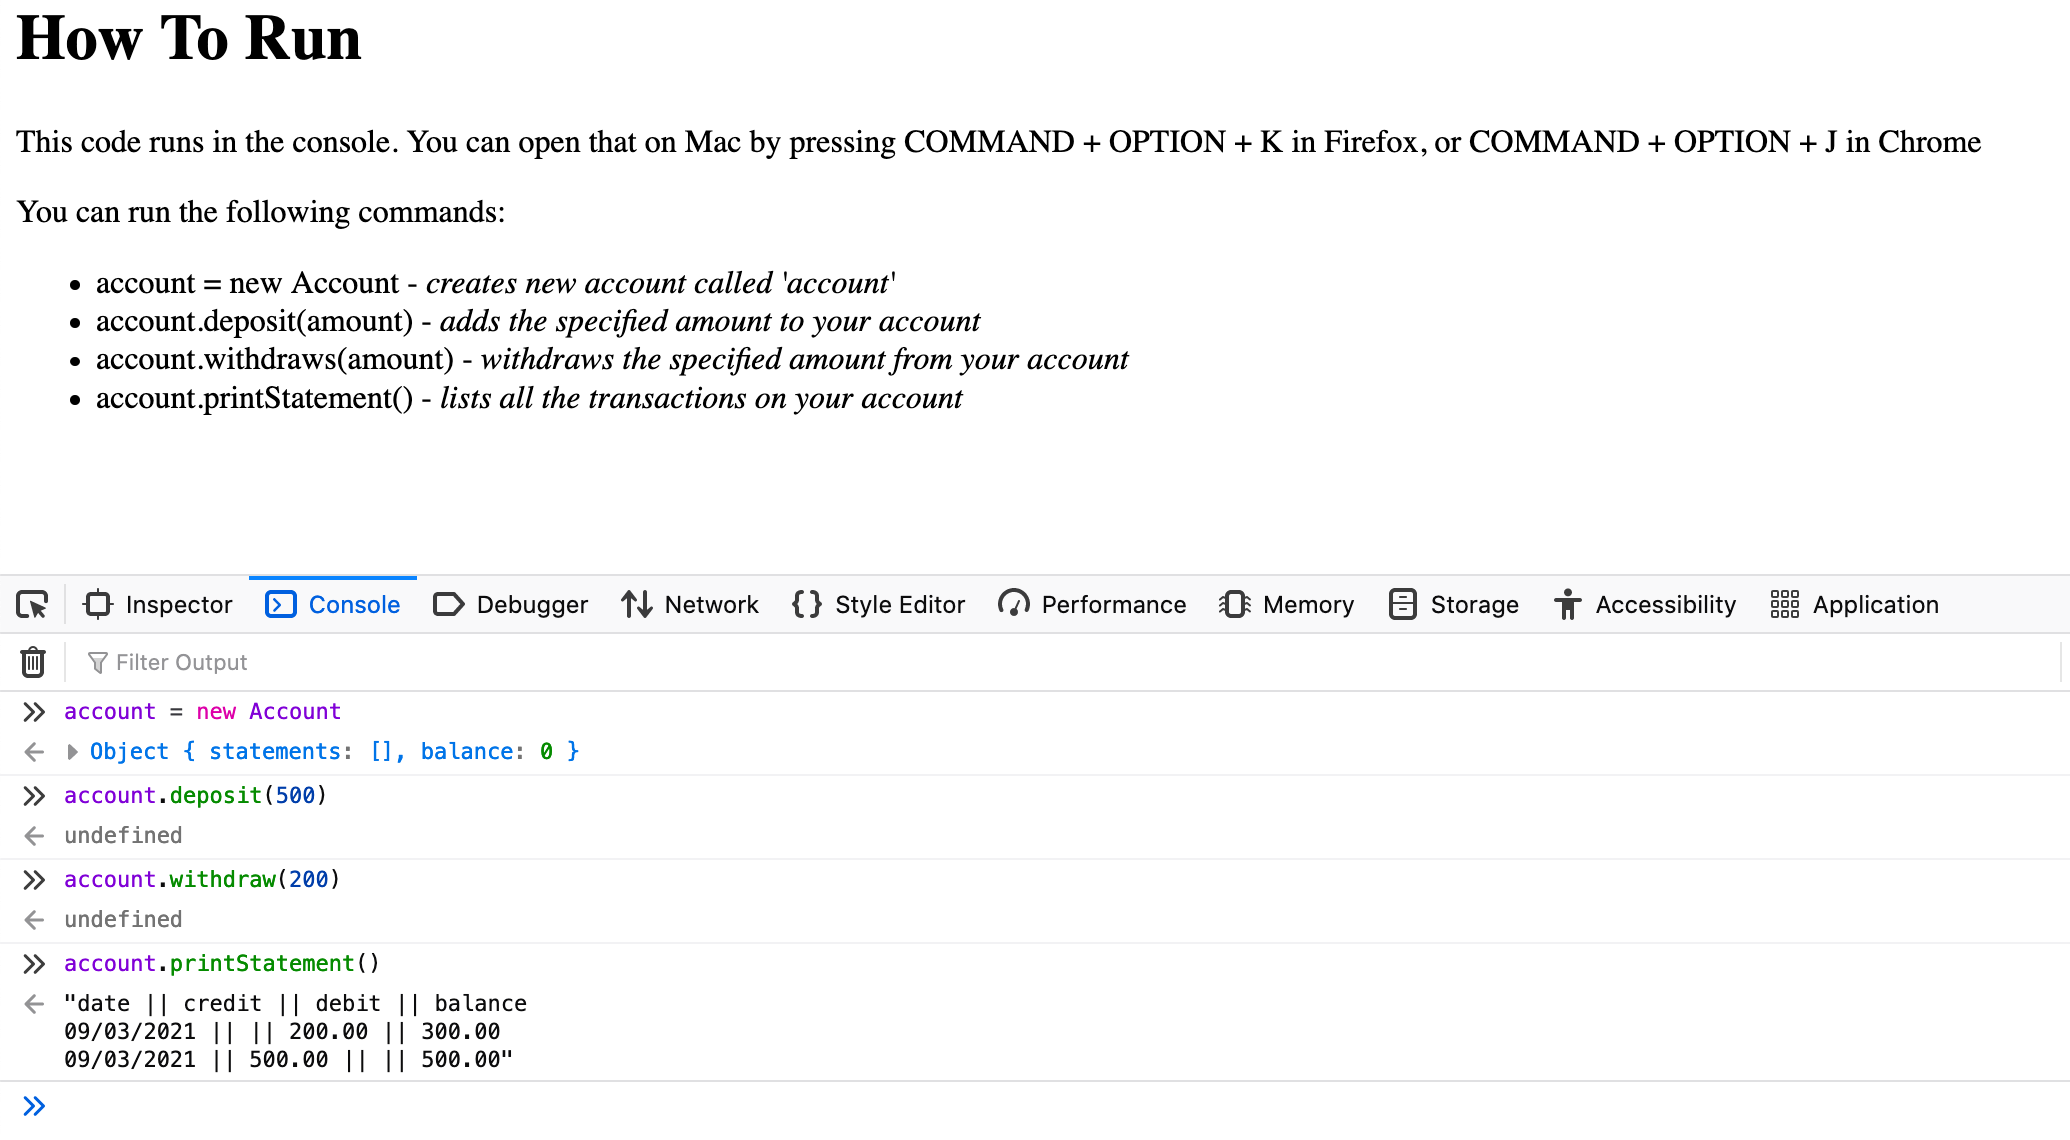 How To Run
This code runs in the console. You can open that on Mac by pressing COMMAND + OPTION + K in Firefox, or COMMAND + OPTION + J in Chrome
You can run the following commands:
• account = new Account - creates new account called 'account'
• account.deposit(amount) - adds the specified amount to your account
• account.withdraws(amount) - withdraws the specified amount from your account
• account.printStatement() - lists all the transactions on your account
Inspector Console Debugger Network {} Style Editor Performance Memory Storage Accessibility Application
Filter Output
account = new Account
Object { statements: [], balance: 0 }
account.deposit(500)
undefined
account.withdraw(200)
undefined
account.printStatement()
"date || credit || debit || balance
09/03/2021 || || 200.00 || 300.00
09/03/2021 || 500.00 || || 500.00"